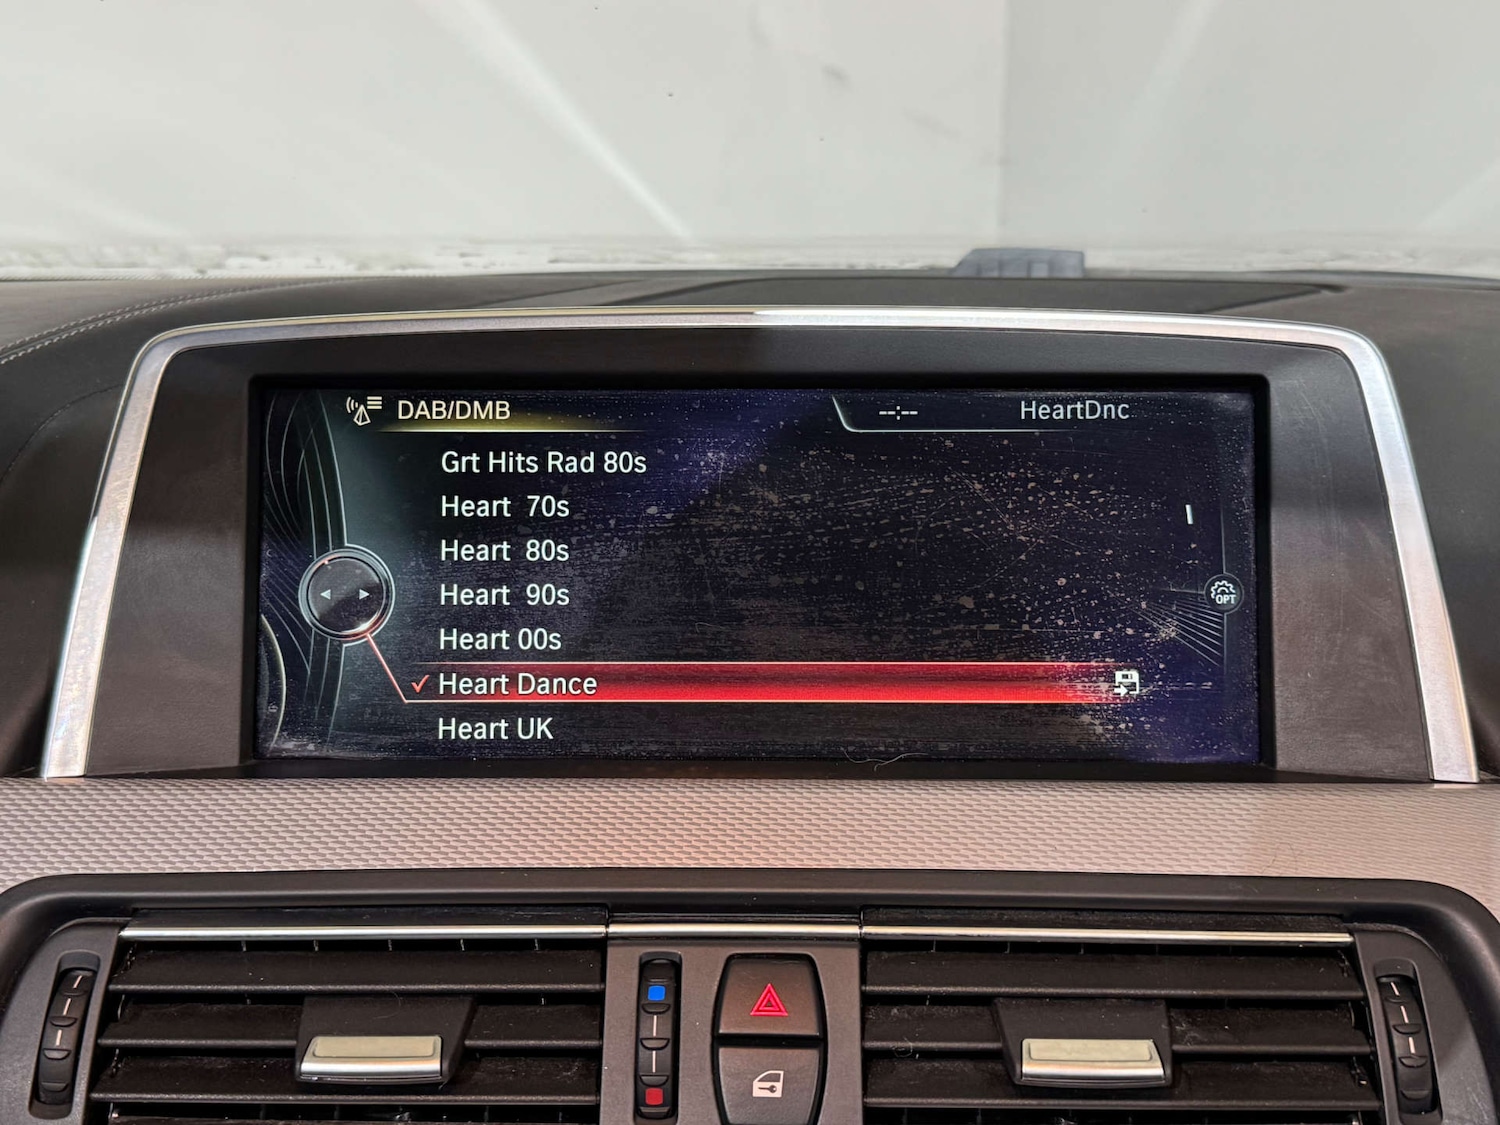 DAB/DMB --:-- HeartDnc
Grt Hits Rad 80s
Heart 70s
Heart 80s
Heart 90s
OPT
Heart 00s
Heart Dance
Heart UK